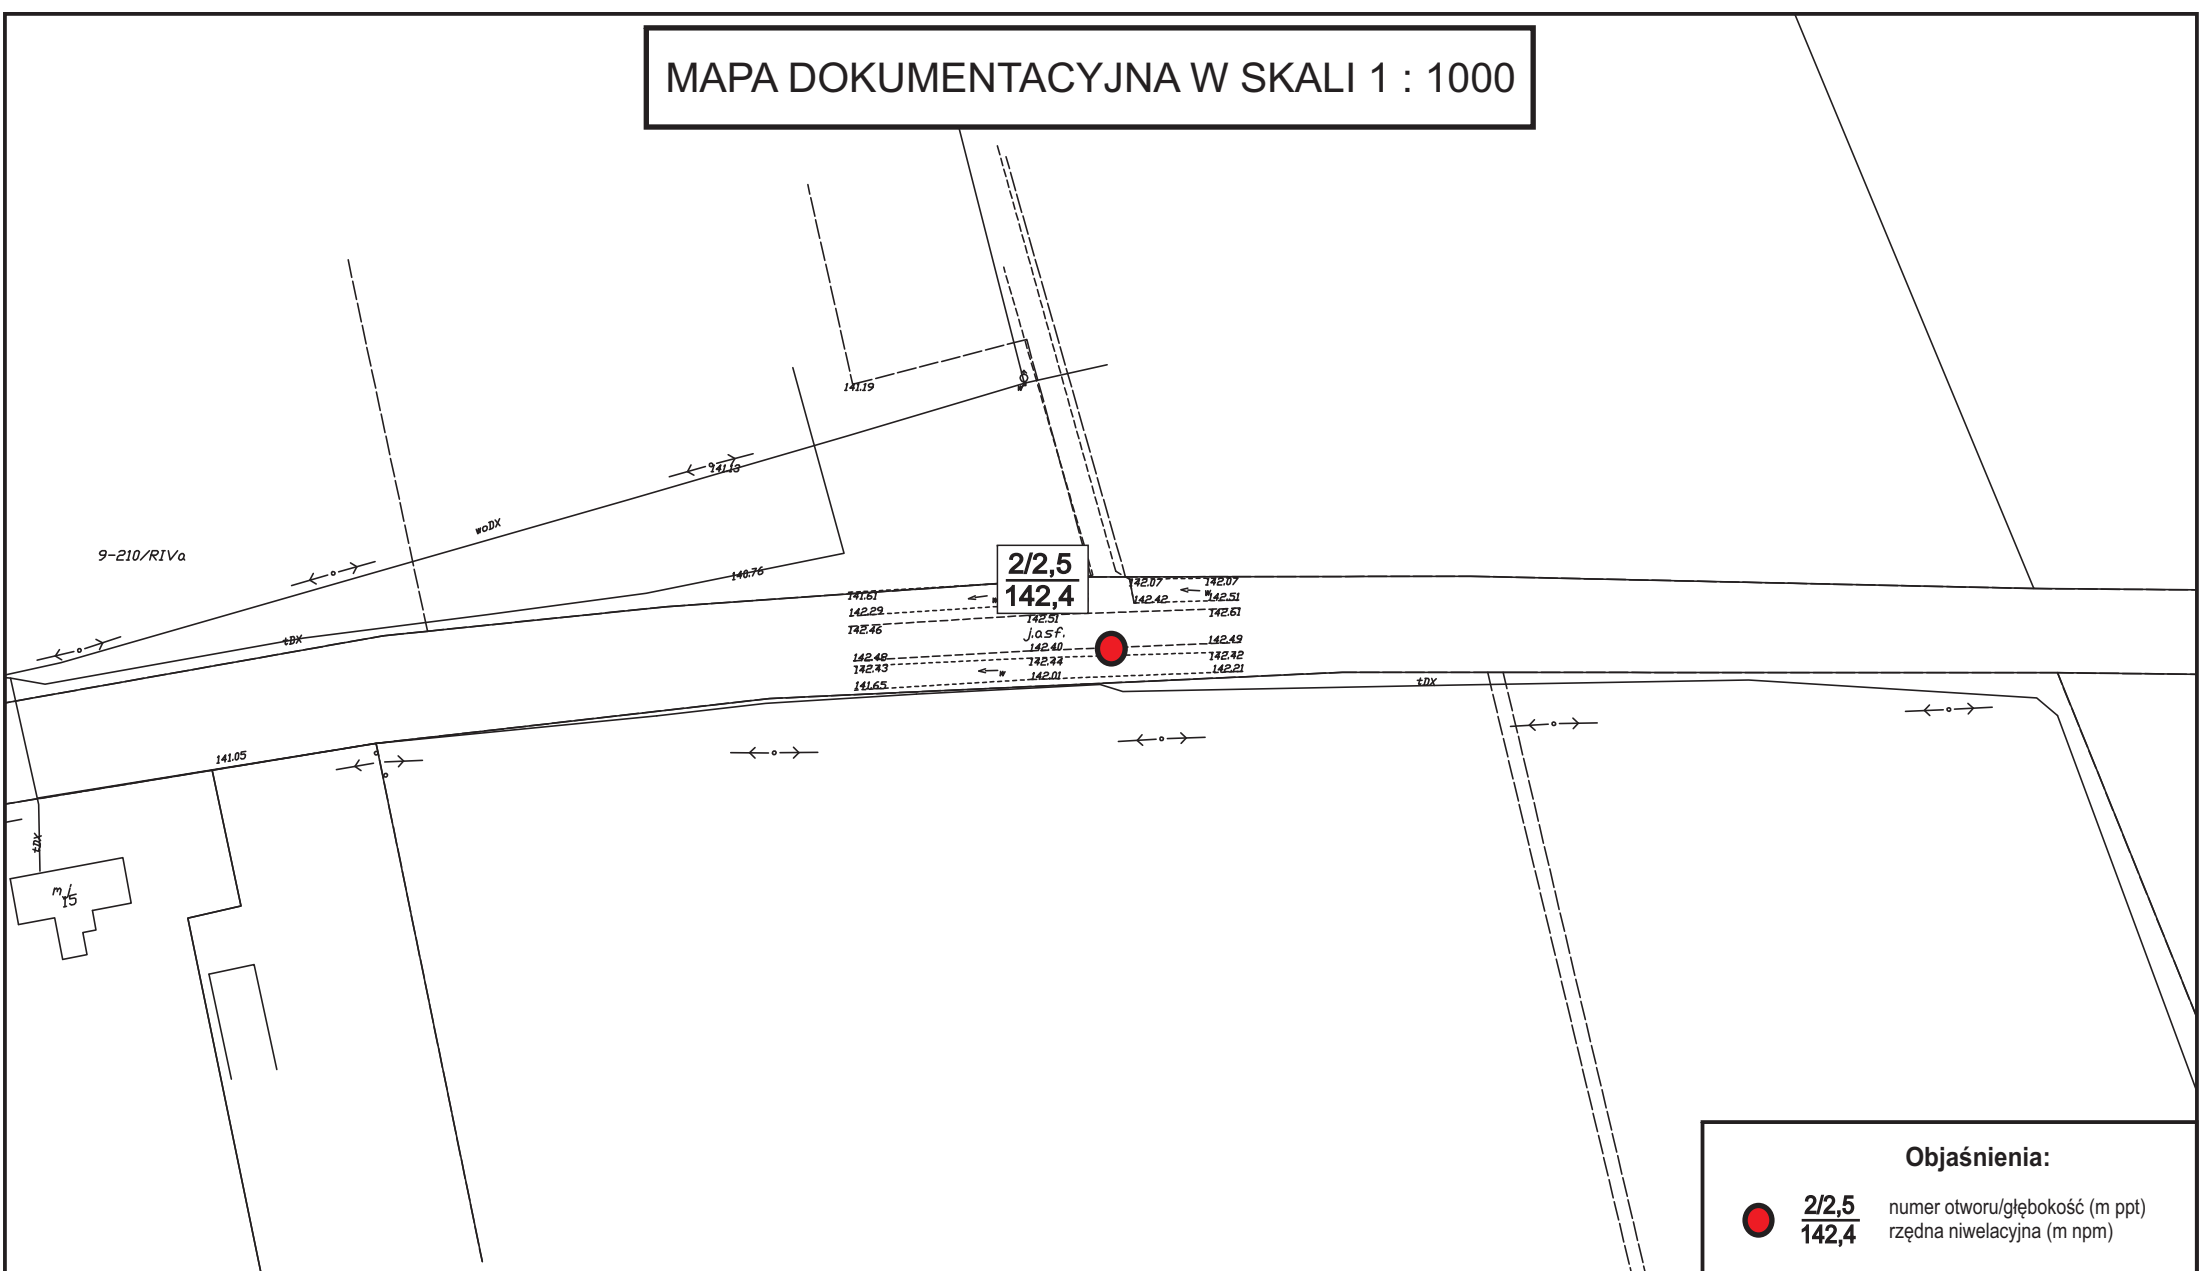 MAPA DOKUMENTACYJNA W SKALI 1 : 1000
141.19
w
141.13
woDX
9-210/RIVa
140.76
2/2,5
142,4
142.07
142.07
141.61
w
w
142.51
142.42
142.29
142.61
142.51
142.46
j.asf.
142.49
142.40
142.48
142.42
142.44
142.43
142.21
142.01
w
141.65
tDX
tDX
141.05
tDX
m
15
Objaśnienia:
2/2,5
numer otworu/głębokość (m ppt)
142,4
rzędna niwelacyjna (m npm)